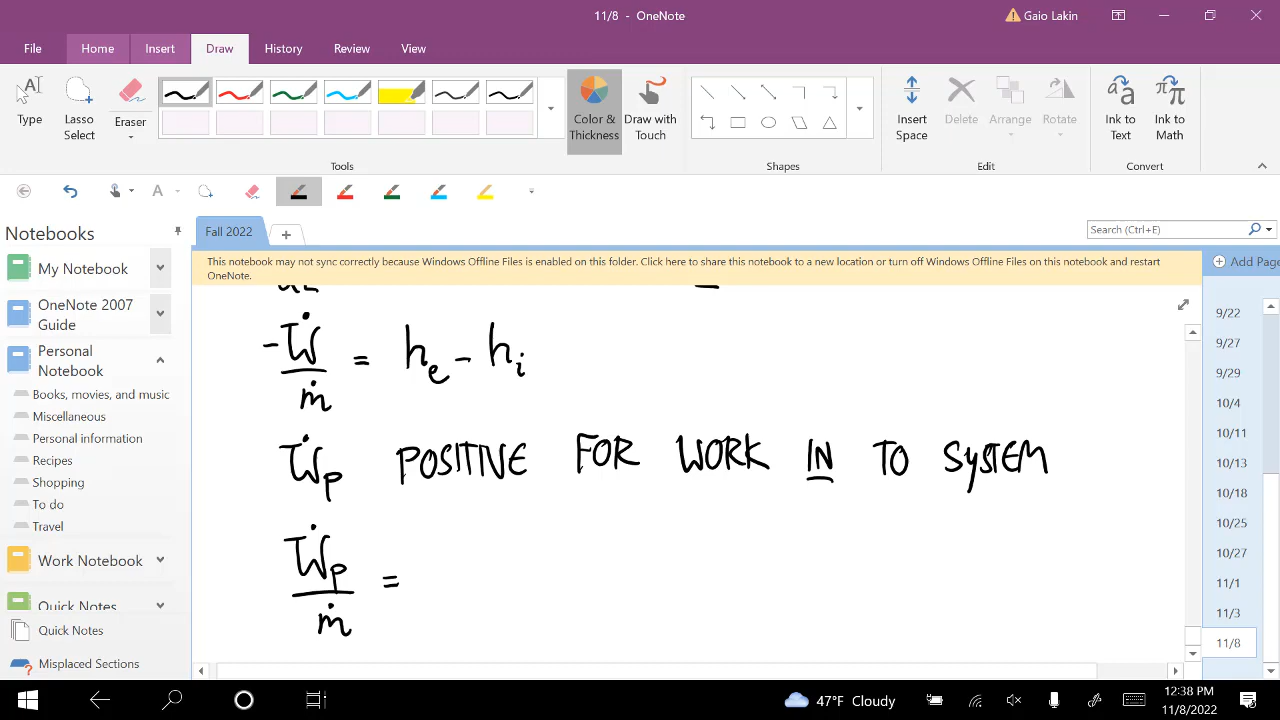 11/8 - OneNote
Gaio Lakin
File Home Insert Draw History Review View
Type
Lasso Select
Eraser
Color & Thickness
Draw with Touch
Insert Space
Delete
Arrange
Rotate
Ink to Text
Ink to Math
Tools
Shapes
Edit
Convert
Notebooks
Fall 2022
Search (Ctrl+E)
This notebook may not sync correctly because Windows Offline Files is enabled on this folder. Click here to share this notebook to a new location or turn off Windows Offline Files on this notebook and restart
OneNote.
Add Page
My Notebook
OneNote 2007
Guide
Personal
Notebook
Books, movies, and music
Miscellaneous
Personal information
Recipes
Shopping
To do
Travel
Work Notebook
Quick Notes
Quick Notes
Misplaced Sections
-Ẇ/ṁ = hₑ - hᵢ
Ẇₚ POSITIVE FOR WORK IN TO SYSTEM
Ẇₚ/ṁ =
9/22
9/27
9/29
10/4
10/11
10/13
10/18
10/25
10/27
11/1
11/3
11/8
47°F Cloudy
12:38 PM
11/8/2022